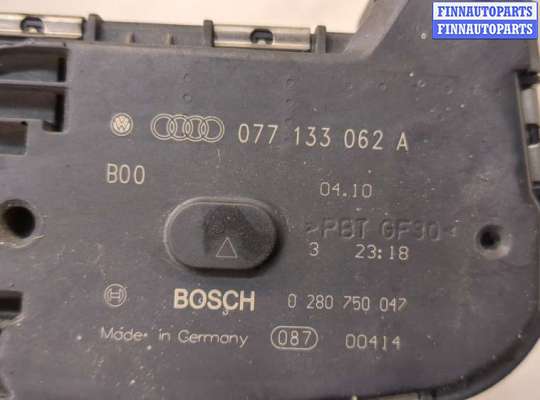 FINNAUTOPARTS
FINNAUTOPARTS
077 133 062 A
B00
04.10
>PBT GF30<
3 23:18
BOSCH 0 280 750 047
Made in Germany 087 00414